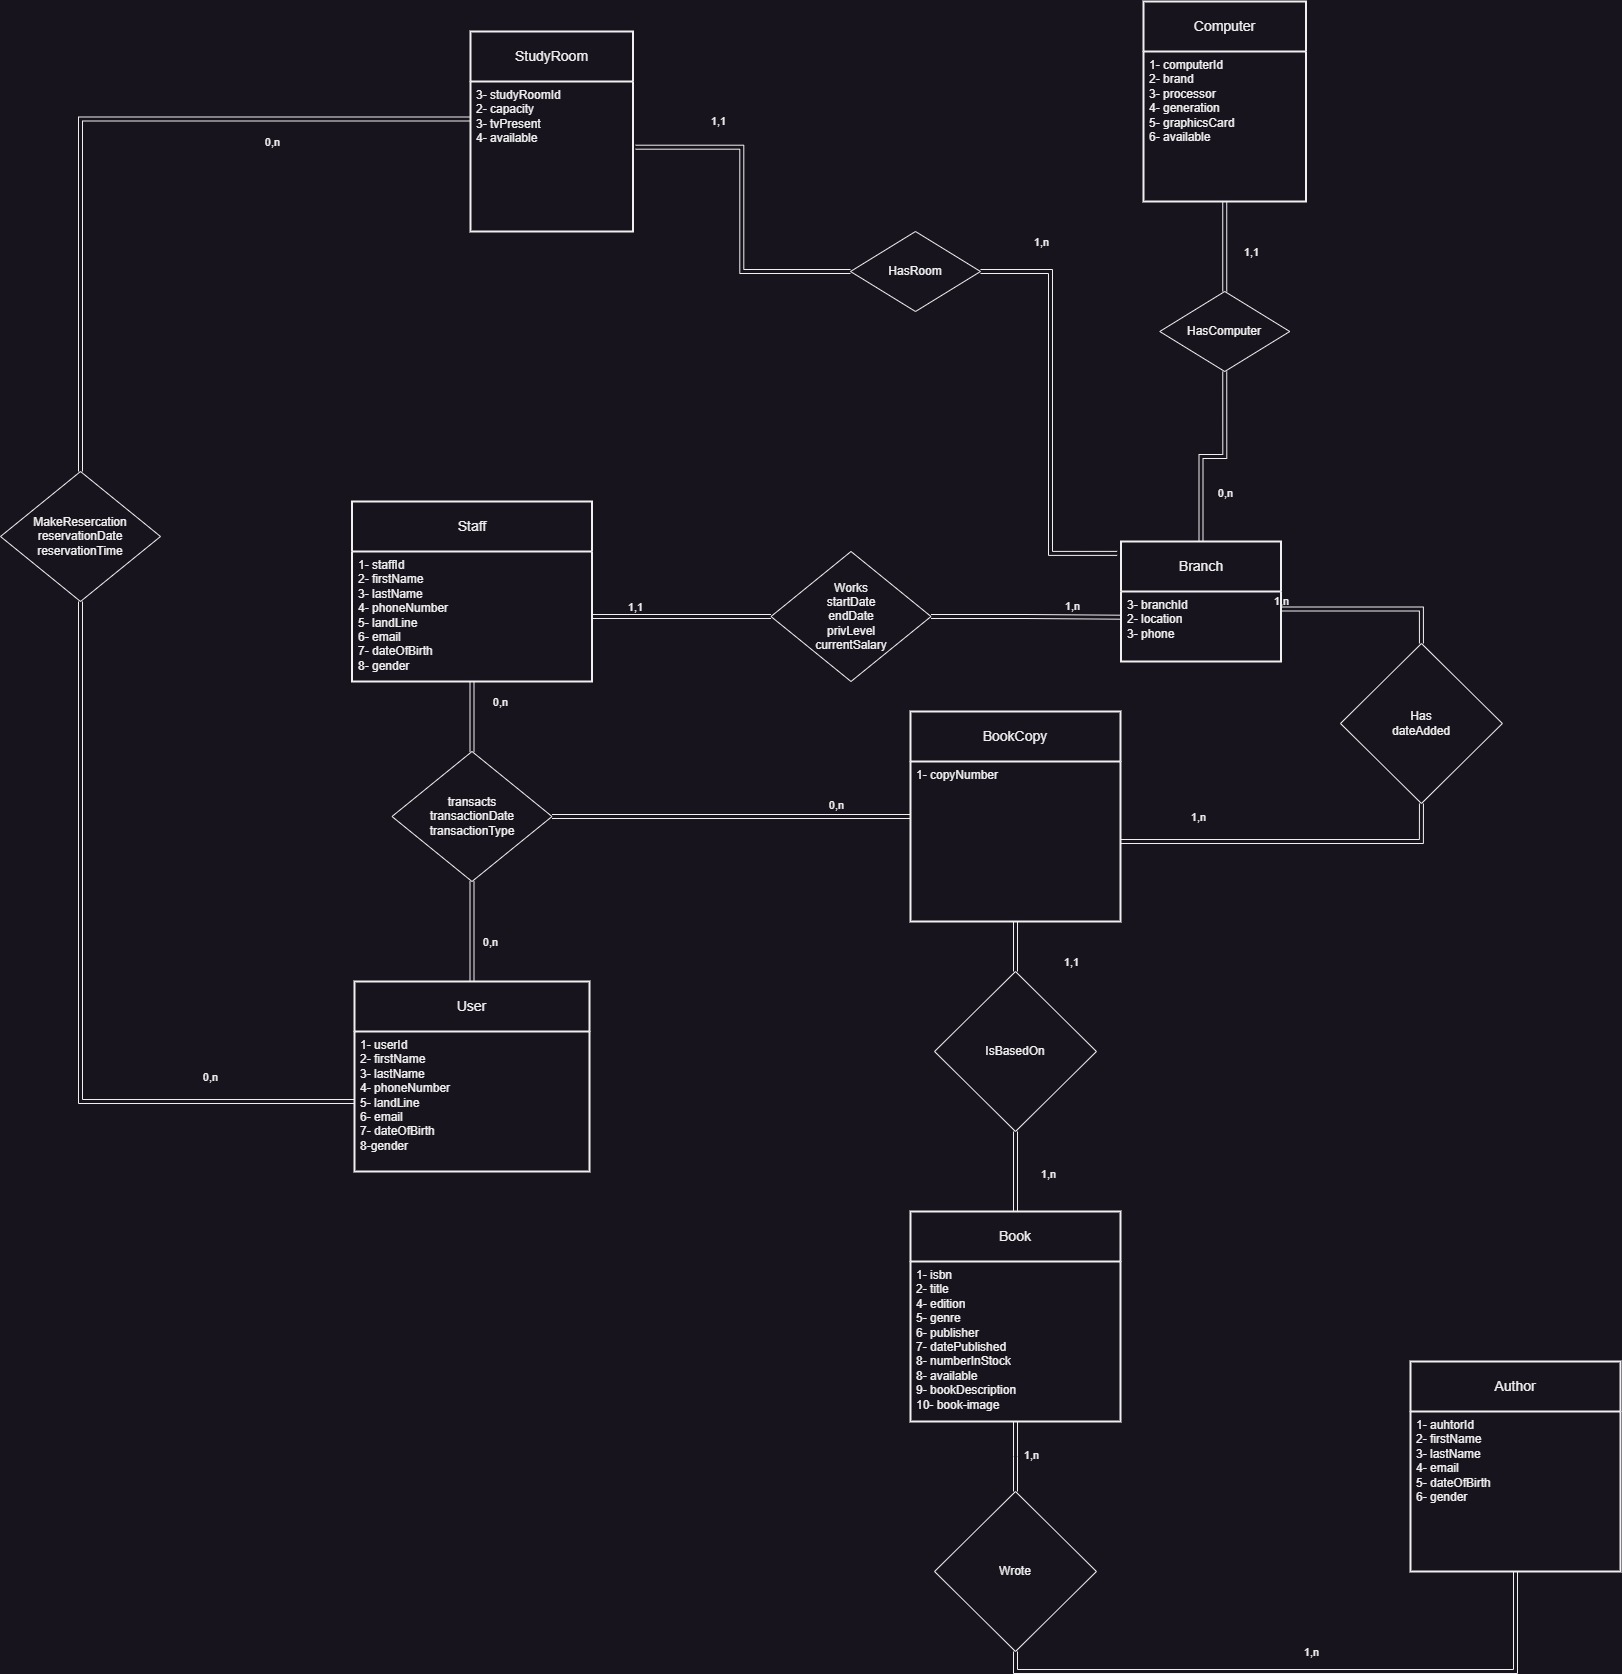 Computer
1- computerId
2- brand
3- processor
4- generation
5- graphicsCard
6- available
StudyRoom
3- studyRoomId
2- capacity
3- tvPresent
4- available
0,n
1,1
HasRoom
1,n
1,1
HasComputer
0,n
MakeResercation
reservationDate
reservationTime
Staff
1- staffId
2- firstName
3- lastName
4- phoneNumber
5- landLine
6- email
7- dateOfBirth
8- gender
1,1
Works
startDate
endDate
privLevel
currentSalary
1,n
Branch
3- branchId
2- location
3- phone
1,n
Has
dateAdded
0,n
transacts
transactionDate
transactionType
0,n
BookCopy
1- copyNumber
1,n
0,n
User
1- userId
2- firstName
3- lastName
4- phoneNumber
5- landLine
6- email
7- dateOfBirth
8-gender
0,n
1,1
IsBasedOn
1,n
Book
1- isbn
2- title
4- edition
5- genre
6- publisher
7- datePublished
8- numberInStock
8- available
9- bookDescription
10- book-image
1,n
Wrote
1,n
Author
1- auhtorId
2- firstName
3- lastName
4- email
5- dateOfBirth
6- gender